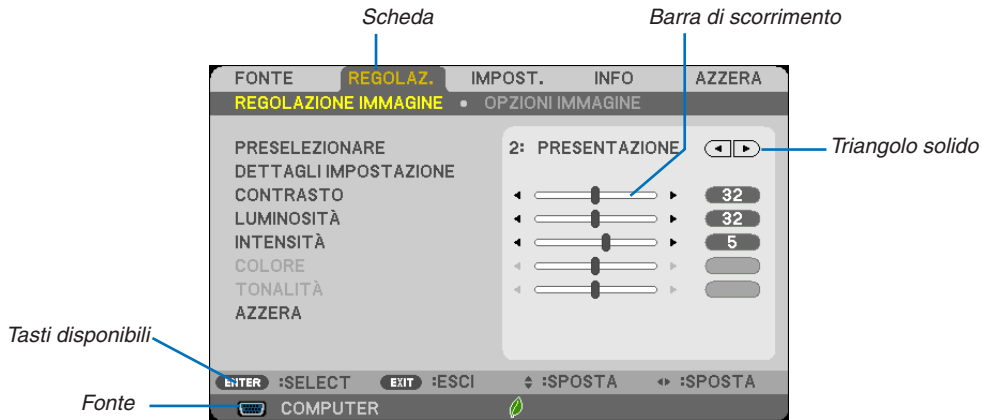 Scheda Barra di scorrimento
FONTE REGOLAZ. IMPOST. INFO AZZERA
REGOLAZIONE IMMAGINE • OPZIONI IMMAGINE
PRESELEZIONARE 2: PRESENTAZIONE Triangolo solido
DETTAGLI IMPOSTAZIONE
CONTRASTO 32
LUMINOSITÀ 32
INTENSITÀ 5
COLORE
TONALITÀ
AZZERA
Tasti disponibili
ENTER :SELECT EXIT :ESCI :SPOSTA :SPOSTA
Fonte COMPUTER